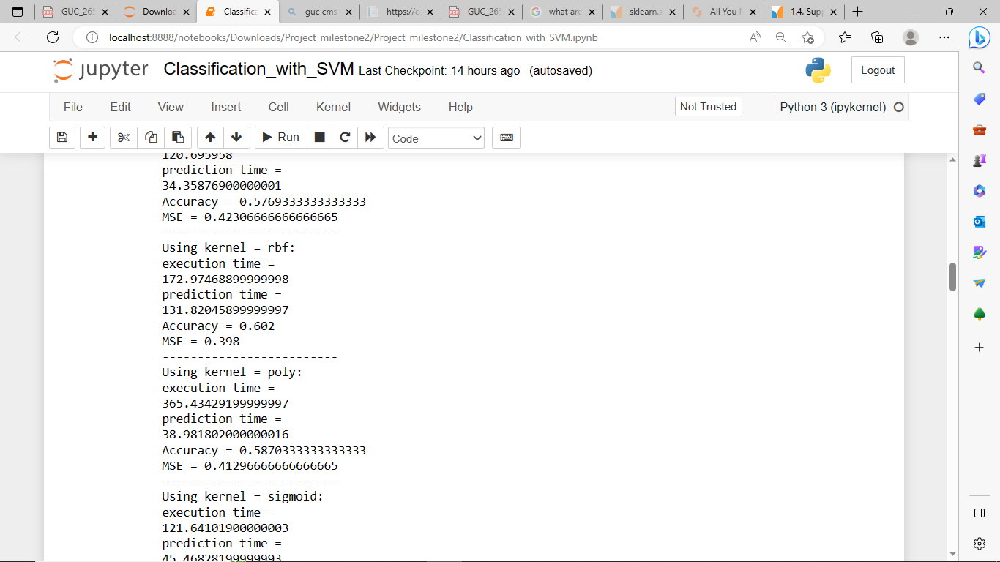 GUC_265
Downloa
Classifica
guc cms
https://c
GUC_265
what are
sklearn.s
All You N
1.4. Supp
localhost:8888/notebooks/Downloads/Project_milestone2/Project_milestone2/Classification_with_SVM.ipynb
jupyter Classification_with_SVM Last Checkpoint: 14 hours ago (autosaved)
Logout
File Edit View Insert Cell Kernel Widgets Help
Not Trusted
Python 3 (ipykernel)
Run
Code
120.695958
prediction time =
34.35876900000001
Accuracy = 0.5769333333333333
MSE = 0.42306666666666665
-------------------------
Using kernel = rbf:
execution time =
172.97468899999998
prediction time =
131.82045899999997
Accuracy = 0.602
MSE = 0.398
-------------------------
Using kernel = poly:
execution time =
365.43429199999997
prediction time =
38.981802000000016
Accuracy = 0.5870333333333333
MSE = 0.41296666666666665
-------------------------
Using kernel = sigmoid:
execution time =
121.64101900000003
prediction time =
45.46828199999993